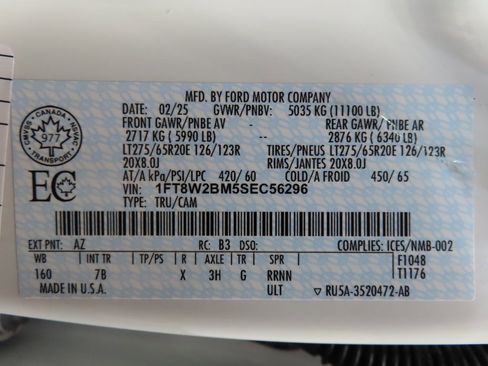 MFD. BY FORD MOTOR COMPANY
DATE: 02/25 GVWR/PNBV: 5035 KG (11100 LB)
FRONT GAWR/PNBE AV -- REAR GAWR/PNBE AR
2717 KG ( 5990 LB) -- 2876 KG ( 6340 LB)
LT275/65R20E 126/123R TIRES/PNEUS LT275/65R20E 126/123R
20X8.0J RIMS/JANTES 20X8.0J
AT/A kPa/PSI/LPC 420/ 60 COLD/A FROID 450/ 65
VIN: 1FT8W2BM5SEC56296
TYPE: TRU/CAM
CMVSS CANADA NSVAC
977
TRANSPORT
EC
EXT PNT: AZ RC: B3 DSO: COMPLIES: ICES/NMB-002
WB INT TR TP/PS R AXLE TR SPR F1048
160 7B X 3H G RRNN T1176
MADE IN U.S.A. ULT ▽ RU5A-3520472-AB